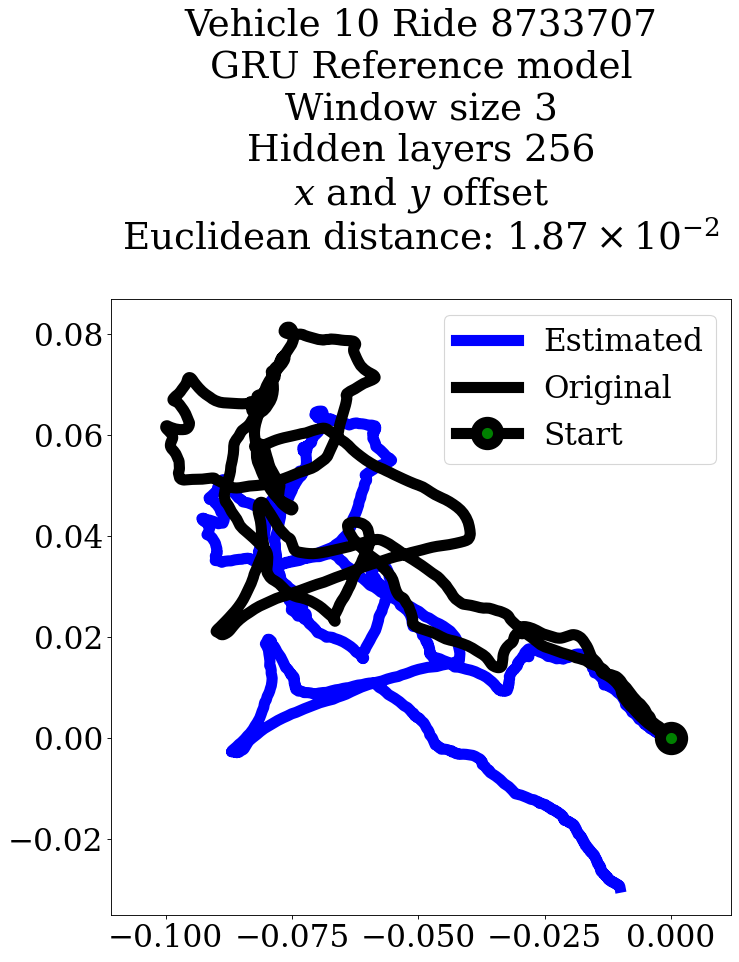 Vehicle 10 Ride 8733707
GRU Reference model
Window size 3
Hidden layers 256
x and y offset
Euclidean distance: 1.87 × 10⁻²
Estimated
Original
Start
0.08
0.06
0.04
0.02
0.00
−0.02
−0.100 −0.075 −0.050 −0.025 0.000